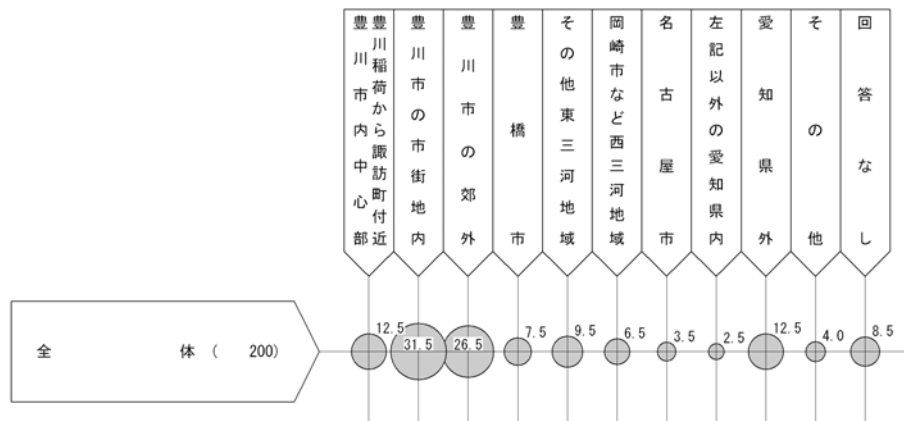 豊川市内中心部
豊川稲荷から諏訪町付近
豊川市の市街地内
豊川市の郊外
豊橋市
その他東三河地域
岡崎市など西三河地域
名古屋市
左記以外の愛知県内
愛知県外
その他
回答なし
全体 ( 200)
12.5
31.5
26.5
7.5
9.5
6.5
3.5
2.5
12.5
4.0
8.5